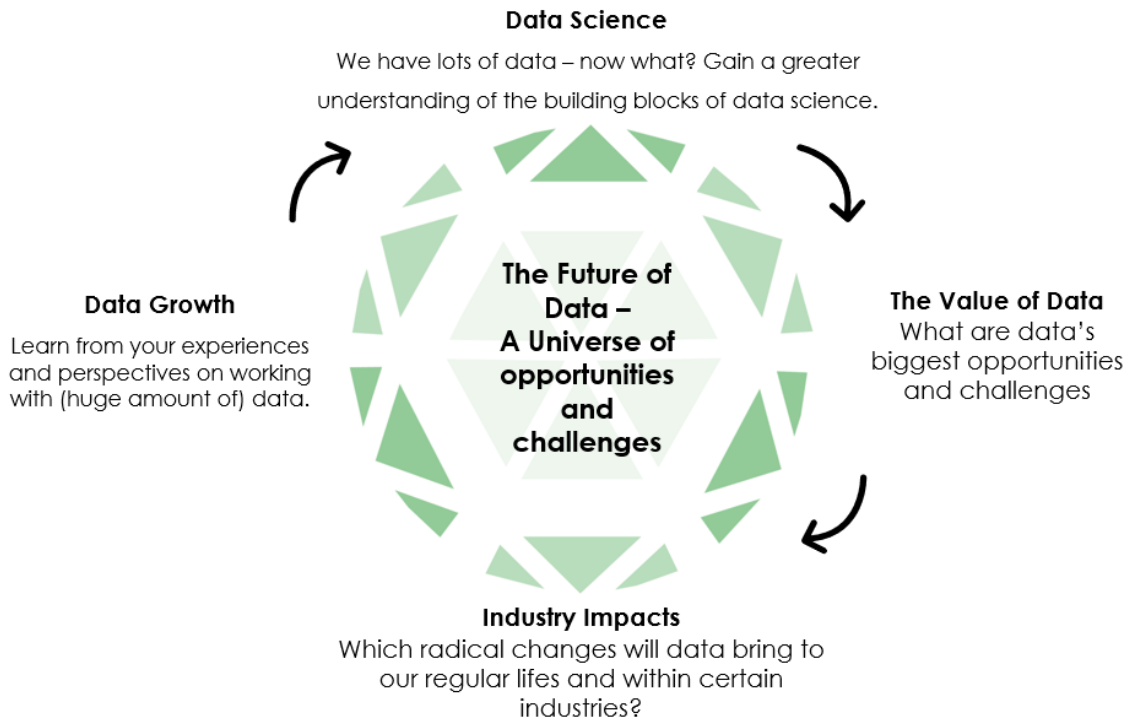 Data Science
We have lots of data – now what? Gain a greater
understanding of the building blocks of data science.
The Future of
Data –
A Universe of
opportunities
and
challenges
Data Growth
Learn from your experiences
and perspectives on working
with (huge amount of) data.
The Value of Data
What are data’s
biggest opportunities
and challenges
Industry Impacts
Which radical changes will data bring to
our regular lifes and within certain
industries?